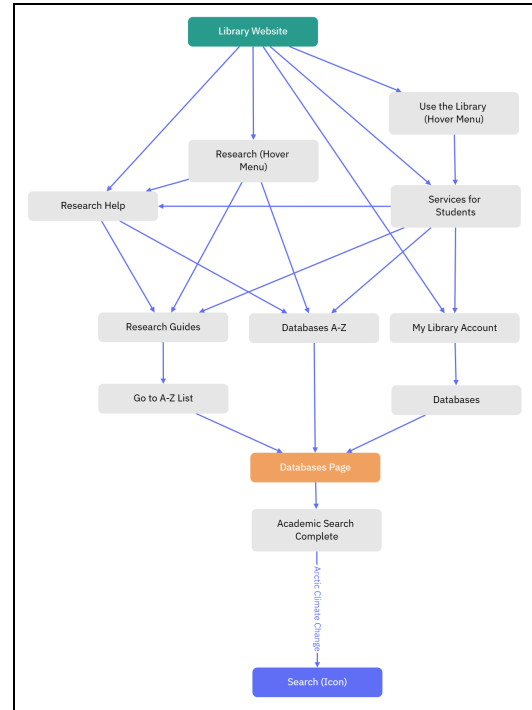 Library Website
Use the Library
(Hover Menu)
Research (Hover
Menu)
Research Help
Services for
Students
Research Guides
Databases A-Z
My Library Account
Go to A-Z List
Databases
Databases Page
Academic Search
Complete
Arctic Climate Change
Search (Icon)